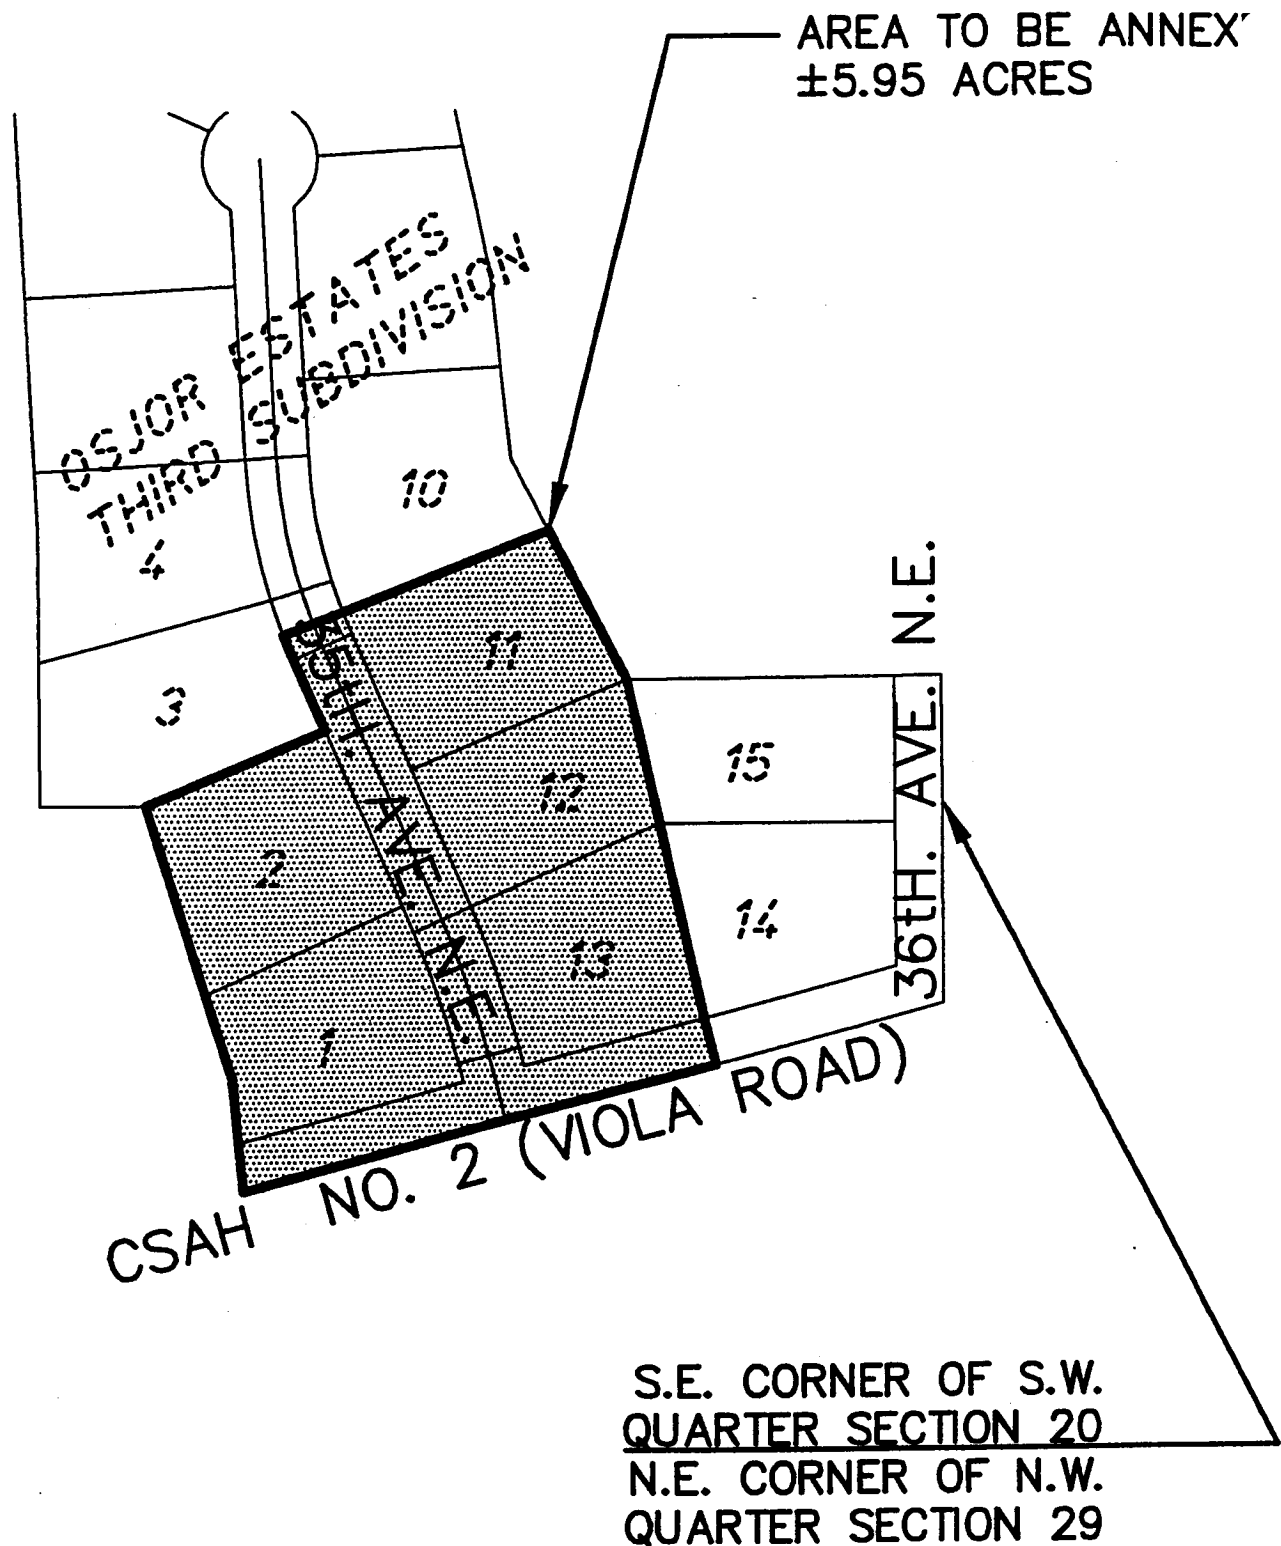 AREA TO BE ANNEX
±5.95 ACRES
OSJOR ESTATES
THIRD SUBDIVISION
10
4
3
11
12
13
2
1
15
14
35tH. AVE. N.E.
36tH. AVE. N.E.
CSAH NO. 2 (VIOLA ROAD)
S.E. CORNER OF S.W.
QUARTER SECTION 20
N.E. CORNER OF N.W.
QUARTER SECTION 29